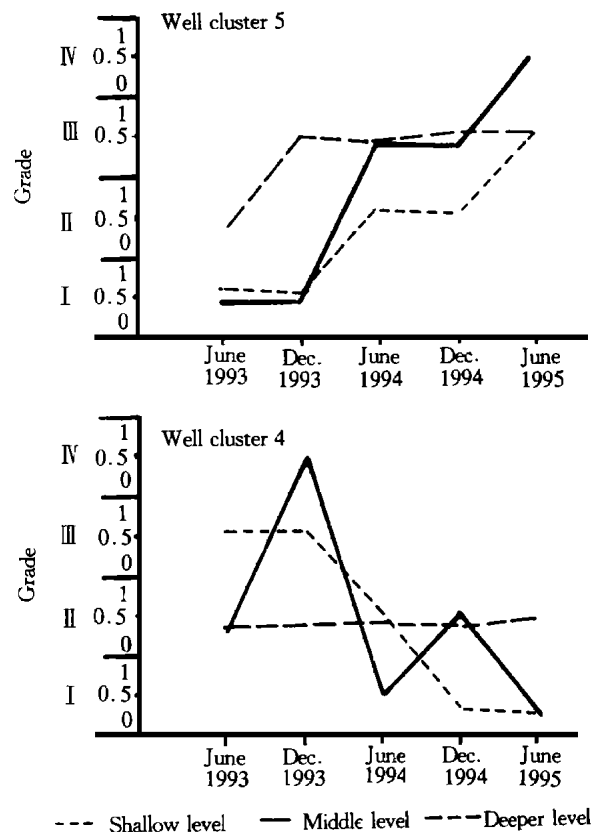 Well cluster 5
Grade
Ⅳ
1
0.5
0
Ⅲ
1
0.5
Ⅱ
1
0.5
0
Ⅰ
1
0.5
0
June 1993
Dec. 1993
June 1994
Dec. 1994
June 1995
Well cluster 4
Grade
Ⅳ
1
0.5
0
Ⅲ
1
0.5
Ⅱ
1
0.5
0
Ⅰ
1
0.5
0
June 1993
Dec. 1993
June 1994
Dec. 1994
June 1995
Shallow level Middle level Deeper level